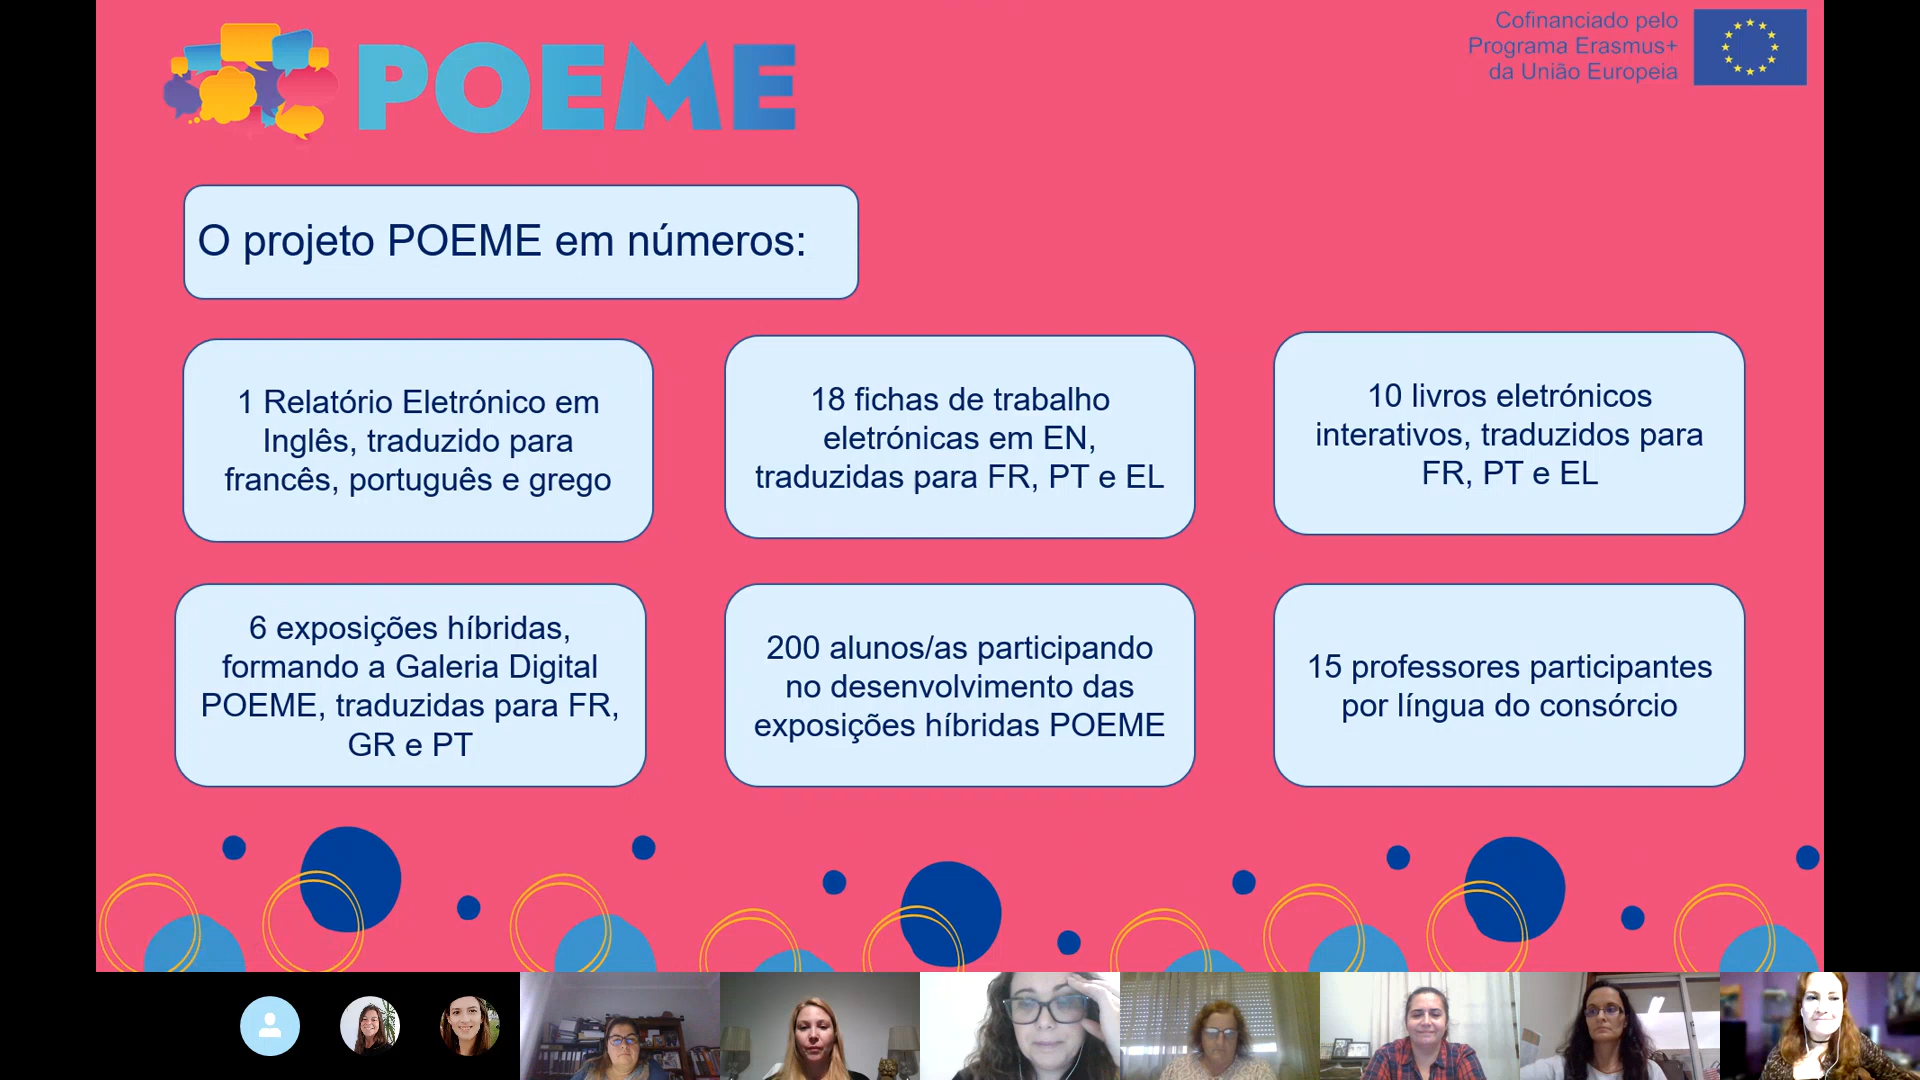 POEME
Cofinanciado pelo
Programa Erasmus+
da União Europeia
O projeto POEME em números:
1 Relatório Eletrónico em
Inglês, traduzido para
francês, português e grego
18 fichas de trabalho
eletrónicas em EN,
traduzidas para FR, PT e EL
10 livros eletrónicos
interativos, traduzidos para
FR, PT e EL
6 exposições híbridas,
formando a Galeria Digital
POEME, traduzidas para FR,
GR e PT
200 alunos/as participando
no desenvolvimento das
exposições híbridas POEME
15 professores participantes
por língua do consórcio